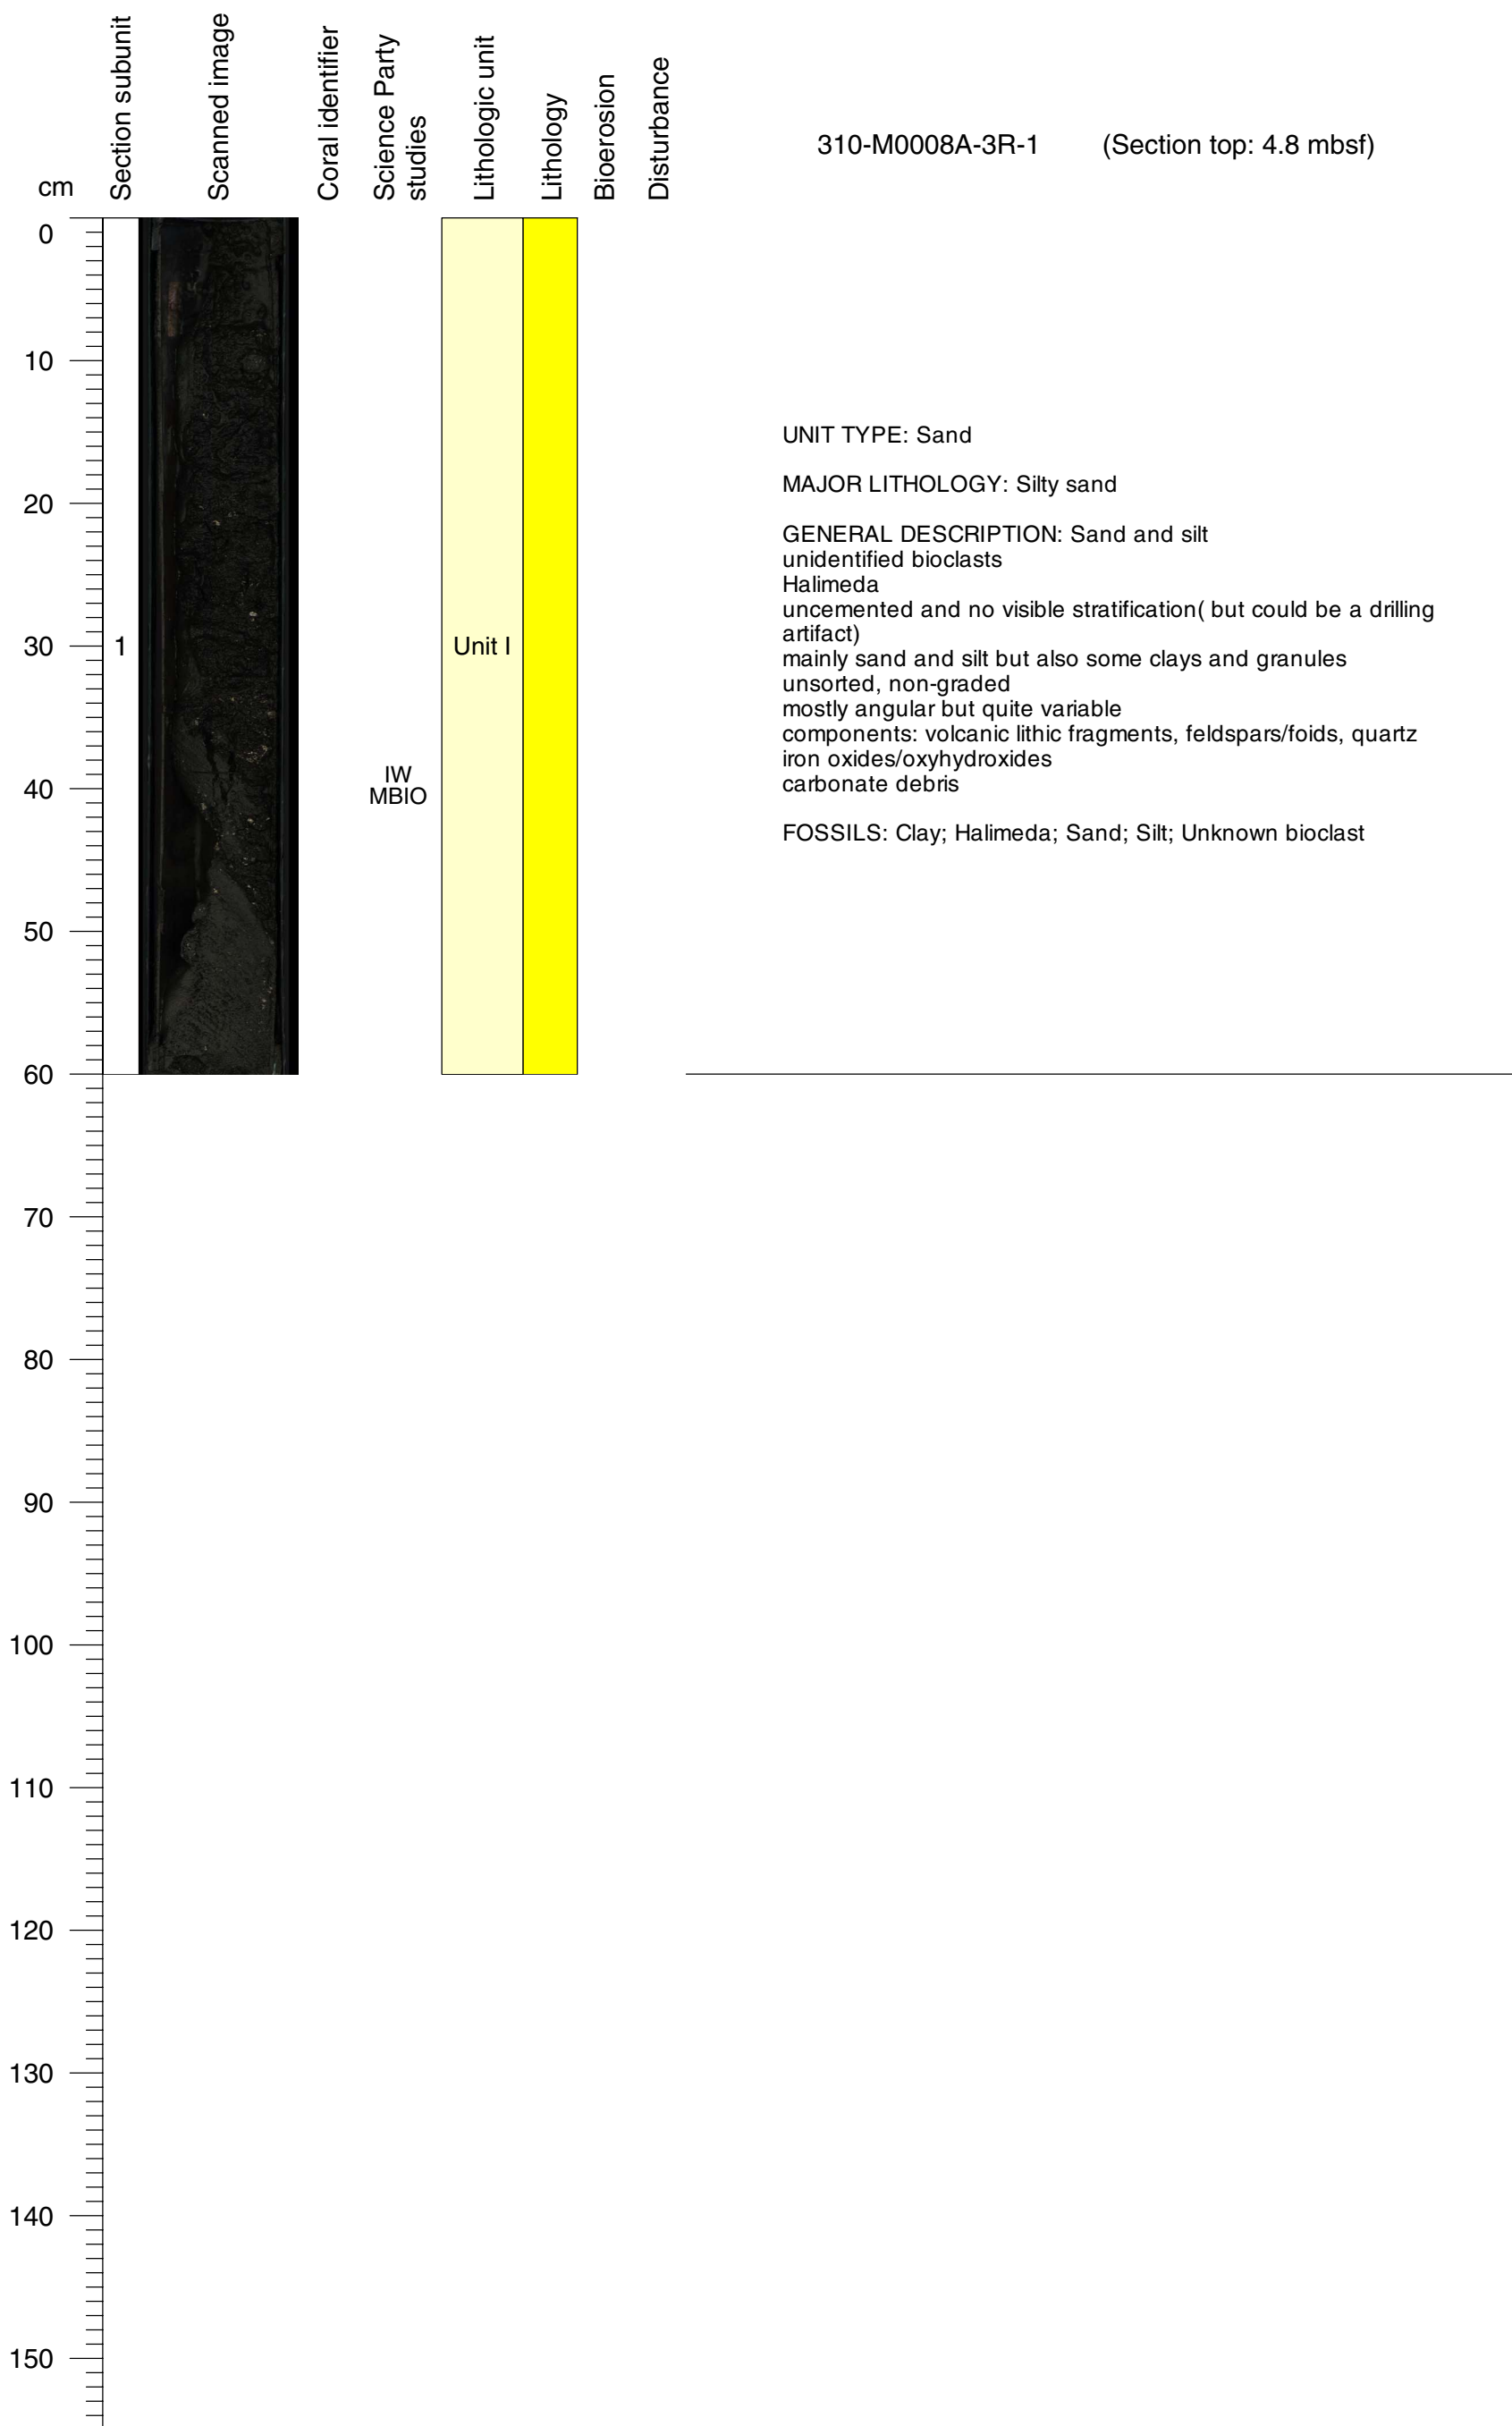 cm
Section subunit
Scanned image
Coral identifier
Science Party
studies
Lithologic unit
Lithology
Bioerosion
Disturbance
310-M0008A-3R-1 (Section top: 4.8 mbsf)
0
10
20
30
40
50
60
70
80
90
100
110
120
130
140
150
1
IW
MBIO
Unit I
UNIT TYPE: Sand
MAJOR LITHOLOGY: Silty sand
GENERAL DESCRIPTION: Sand and silt
unidentified bioclasts
Halimeda
uncemented and no visible stratification( but could be a drilling
artifact)
mainly sand and silt but also some clays and granules
unsorted, non-graded
mostly angular but quite variable
components: volcanic lithic fragments, feldspars/foids, quartz
iron oxides/oxyhydroxides
carbonate debris
FOSSILS: Clay; Halimeda; Sand; Silt; Unknown bioclast